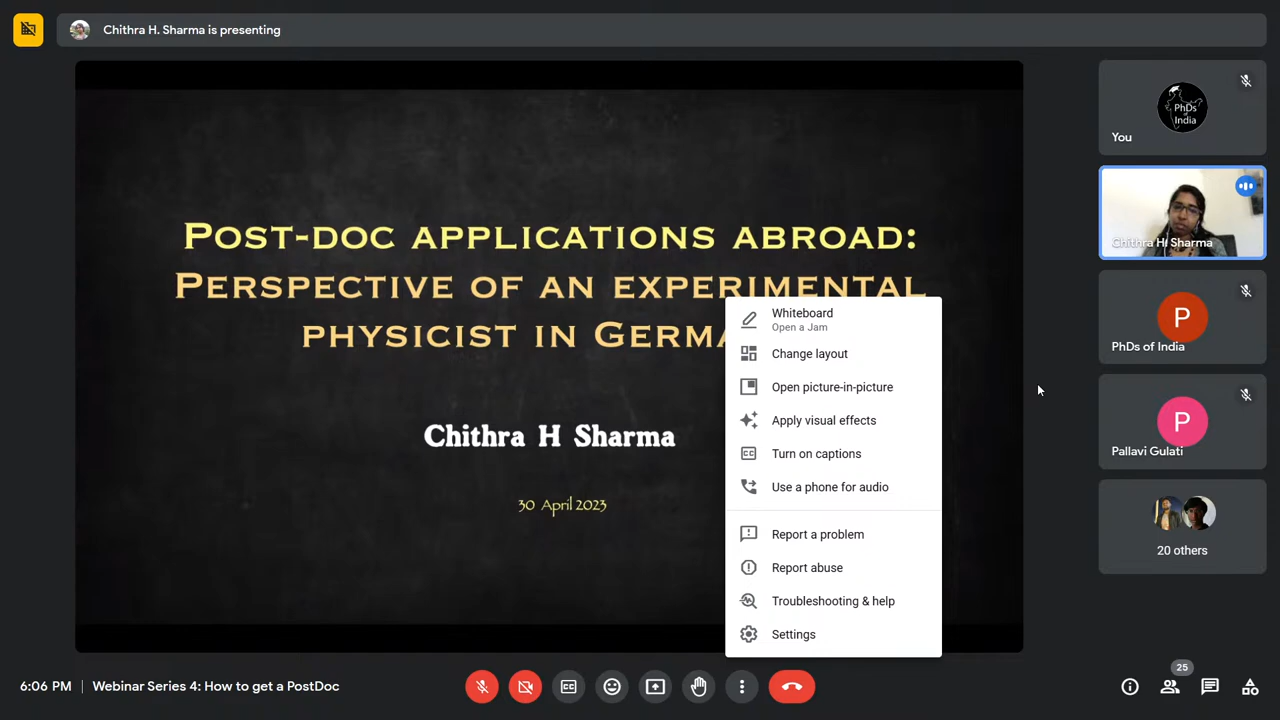 Chithra H. Sharma is presenting
POST-DOC APPLICATIONS ABROAD:
PERSPECTIVE OF AN EXPERIMENTAL
PHYSICIST IN GERMA
Chithra H Sharma
30 April 2023
Whiteboard
Open a Jam
Change layout
Open picture-in-picture
Apply visual effects
Turn on captions
Use a phone for audio
Report a problem
Report abuse
Troubleshooting & help
Settings
PhDs
India
You
Chithra H Sharma
P
PhDs of India
P
Pallavi Gulati
20 others
6:06 PM
Webinar Series 4: How to get a PostDoc
25